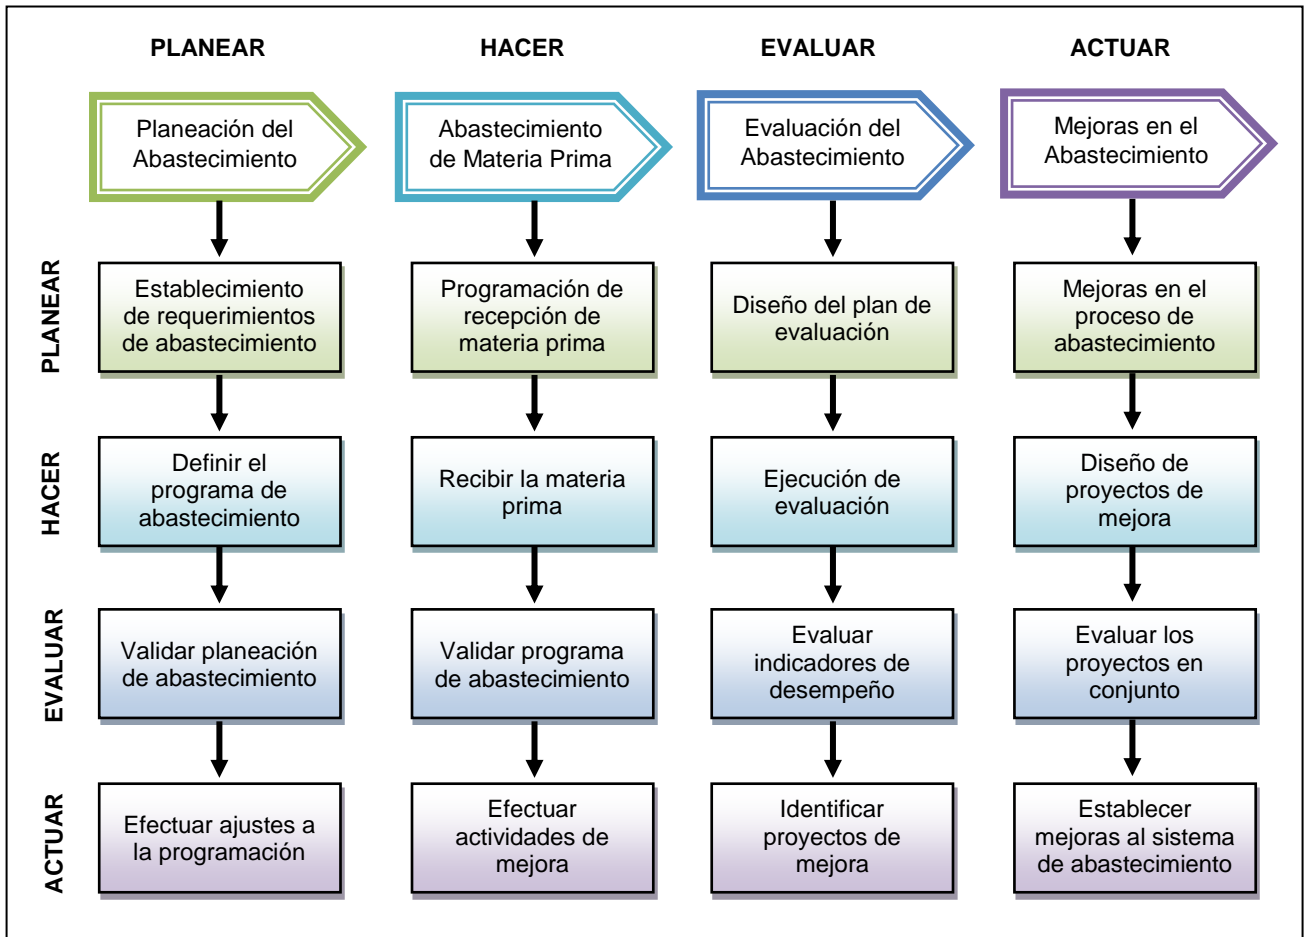 PLANEAR
HACER
EVALUAR
ACTUAR
Planeación del
Abastecimiento
Abastecimiento
de Materia Prima
Evaluación del
Abastecimiento
Mejoras en el
Abastecimiento
PLANEAR
Establecimiento
de requerimientos
de abastecimiento
Programación de
recepción de
materia prima
Diseño del plan de
evaluación
Mejoras en el
proceso de
abastecimiento
HACER
Definir el
programa de
abastecimiento
Recibir la materia
prima
Ejecución de
evaluación
Diseño de
proyectos de
mejora
EVALUAR
Validar planeación
de abastecimiento
Validar programa
de abastecimiento
Evaluar
indicadores de
desempeño
Evaluar los
proyectos en
conjunto
ACTUAR
Efectuar ajustes a
la programación
Efectuar
actividades de
mejora
Identificar
proyectos de
mejora
Establecer
mejoras al sistema
de abastecimiento